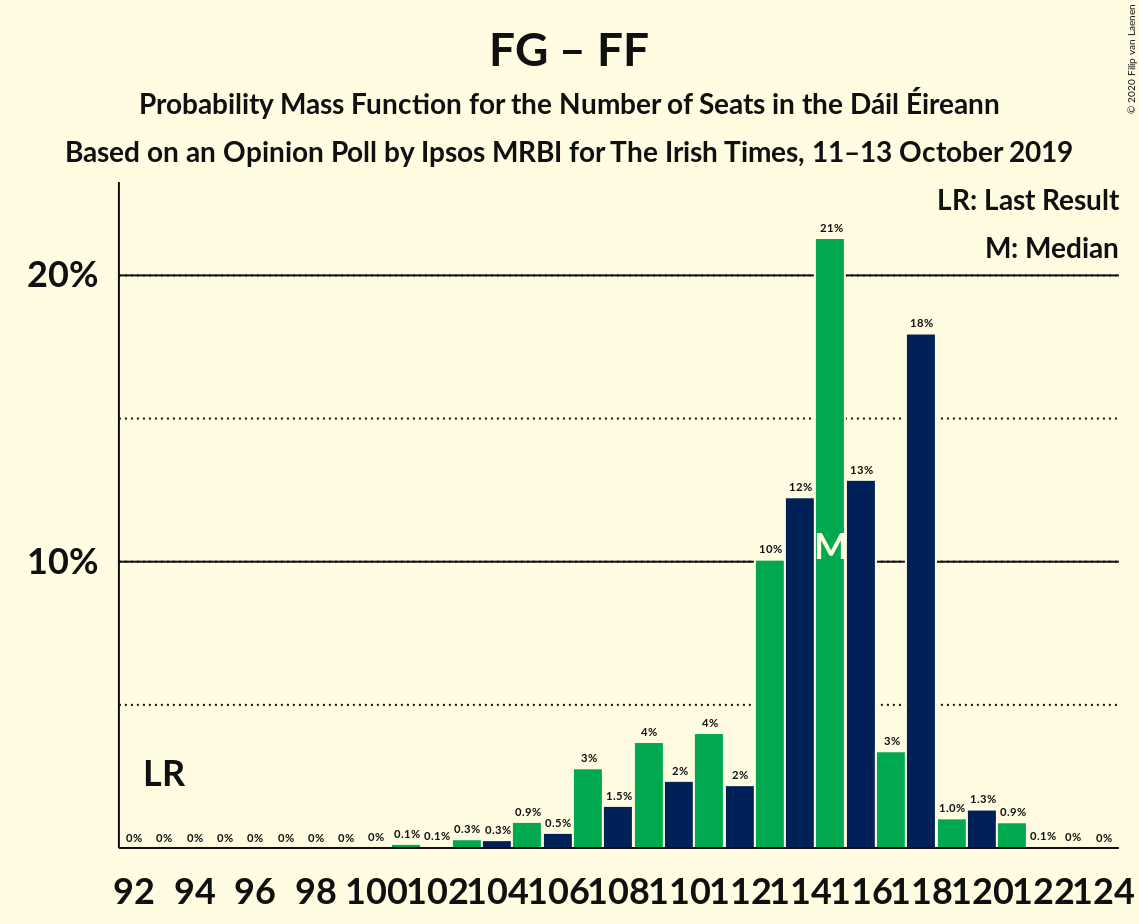 FG – FF
Probability Mass Function for the Number of Seats in the Dáil Éireann
Based on an Opinion Poll by Ipsos MRBI for The Irish Times, 11–13 October 2019
© 2020 Filip van Laenen
LR: Last Result
M: Median
20%
10%
LR
M
0% 0% 0% 0% 0% 0% 0% 0% 0% 0.1% 0.1% 0.3% 0.3% 0.9% 0.5% 3% 1.5% 4% 2% 4% 2% 10% 12% 21% 13% 3% 18% 1.0% 1.3% 0.9% 0.1% 0% 0%
92 94 96 98 100 102 104 106 108 110 112 114 116 118 120 122 124